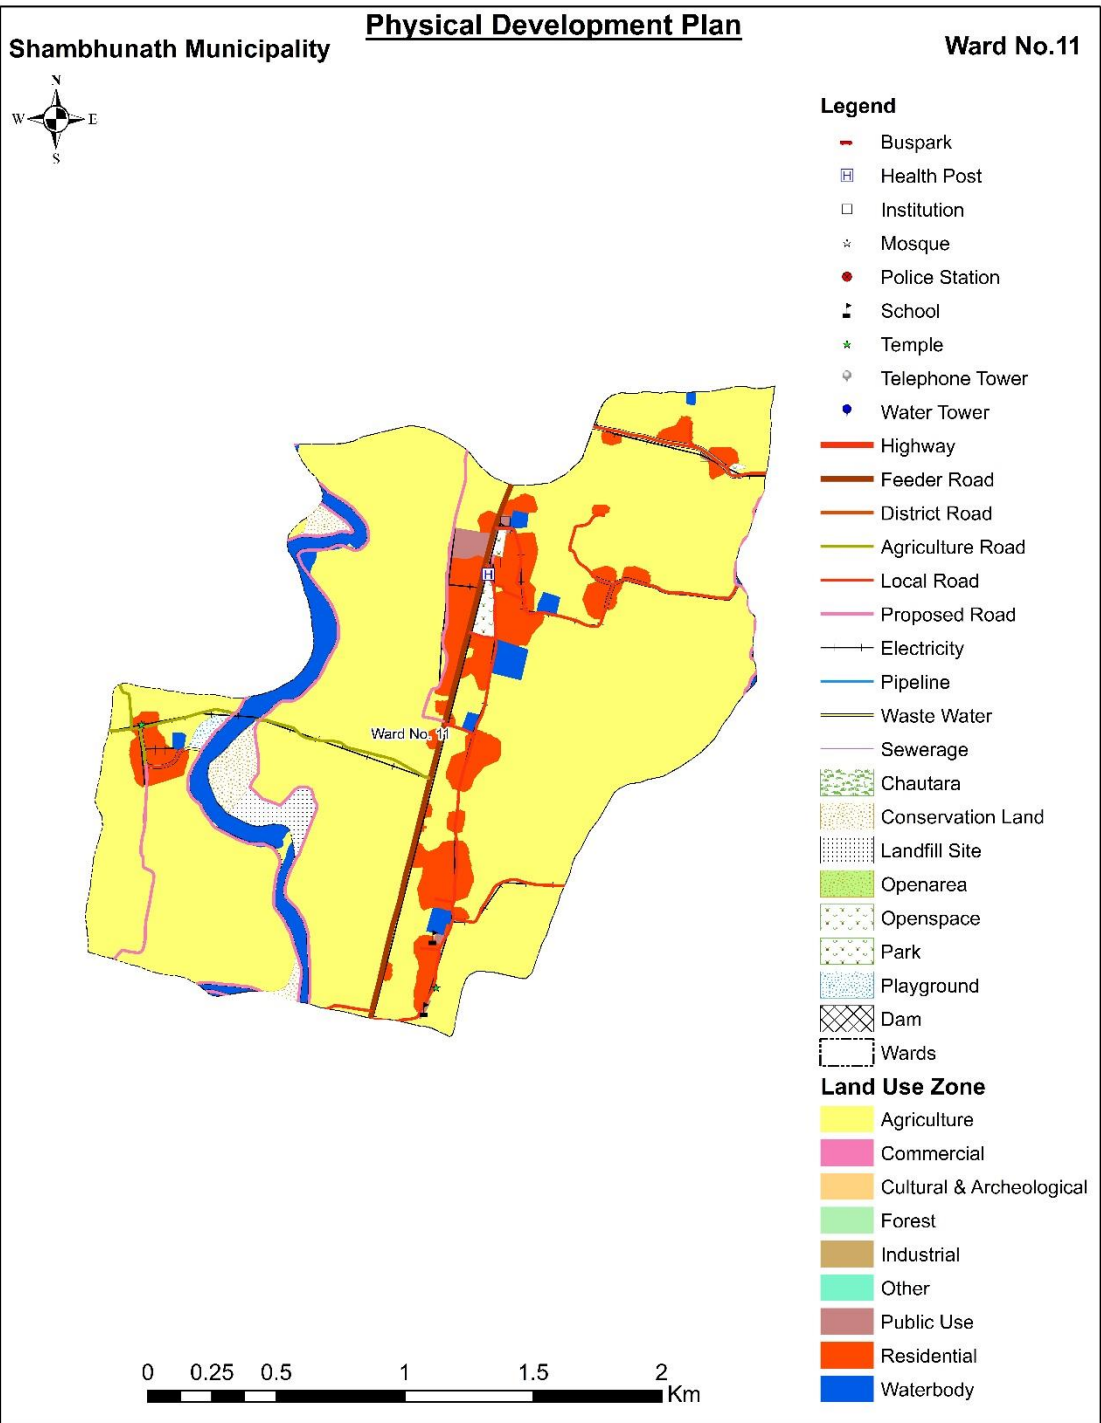 Physical Development Plan
Shambhunath Municipality
Ward No.11
N
W E
S
Legend
Buspark
H Health Post
Institution
Mosque
Police Station
School
Temple
Telephone Tower
Water Tower
Highway
Feeder Road
District Road
Agriculture Road
Local Road
Proposed Road
Electricity
Pipeline
Waste Water
Sewerage
Chautara
Conservation Land
Landfill Site
Openarea
Openspace
Park
Playground
Dam
Wards
Land Use Zone
Agriculture
Commercial
Cultural & Archeological
Forest
Industrial
Other
Public Use
Residential
Waterbody
H
Ward No. 11
0 0.25 0.5 1 1.5 2
Km